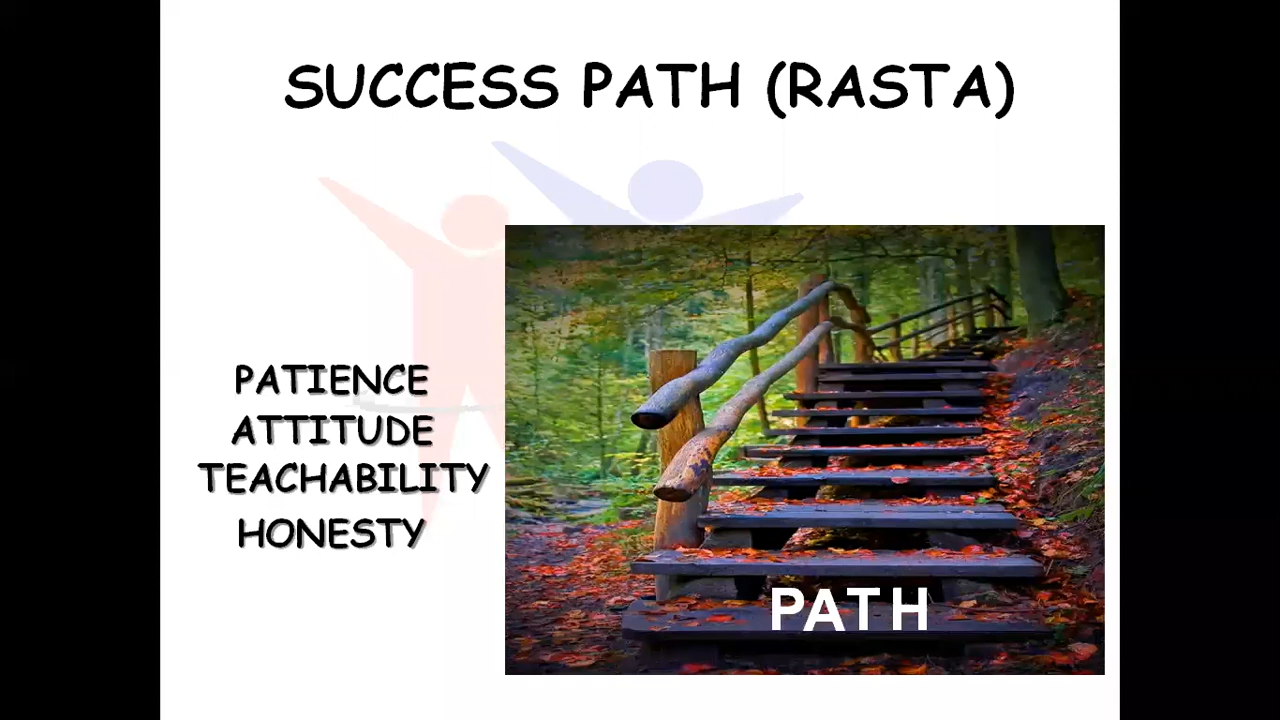 SUCCESS PATH (RASTA)
PATIENCE
ATTITUDE
TEACHABILITY
HONESTY
PATH